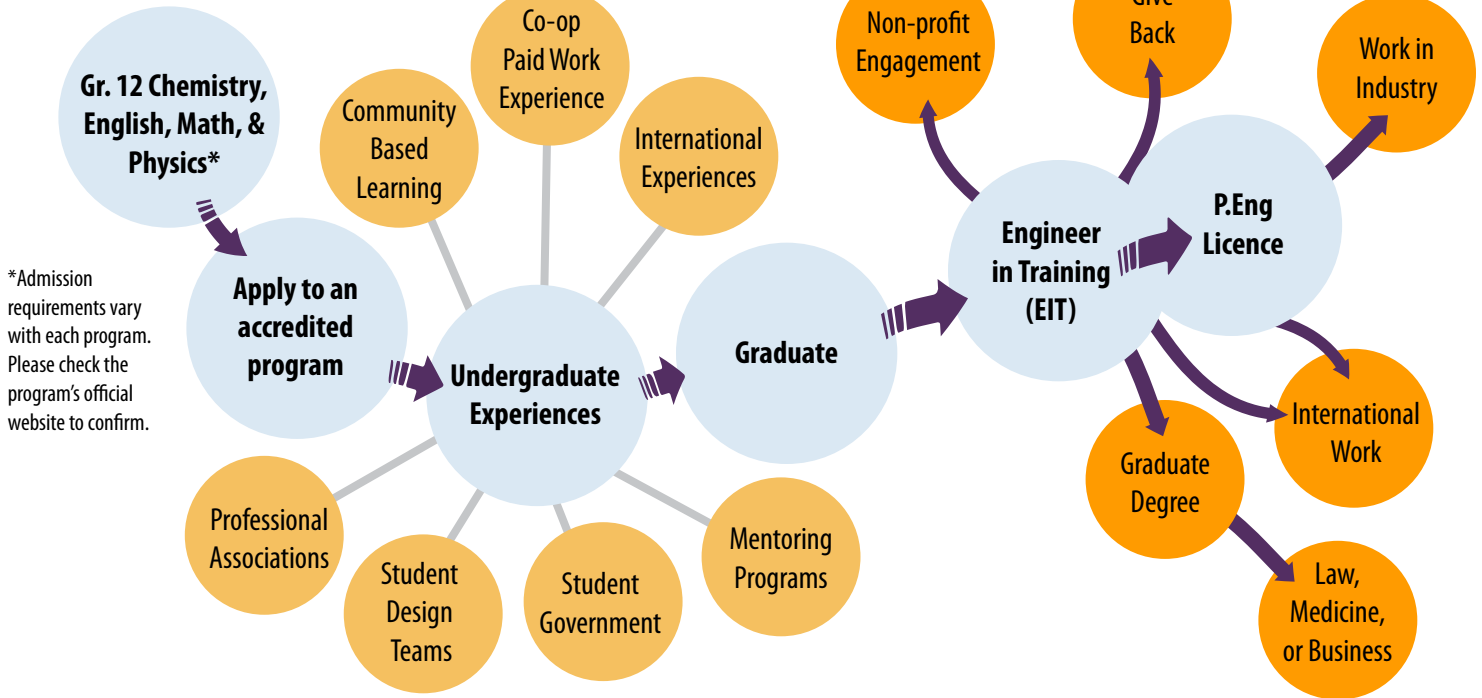 Gr. 12 Chemistry,
English, Math, &
Physics*
*Admission
requirements vary
with each program.
Please check the
program's official
website to confirm.
Apply to an
accredited
program
Community
Based
Learning
Co-op
Paid Work
Experience
International
Experiences
Undergraduate
Experiences
Professional
Associations
Student
Design
Teams
Student
Government
Mentoring
Programs
Graduate
Engineer
in Training
(EIT)
P.Eng
Licence
Non-profit
Engagement
Give
Back
Work in
Industry
International
Work
Graduate
Degree
Law,
Medicine,
or Business